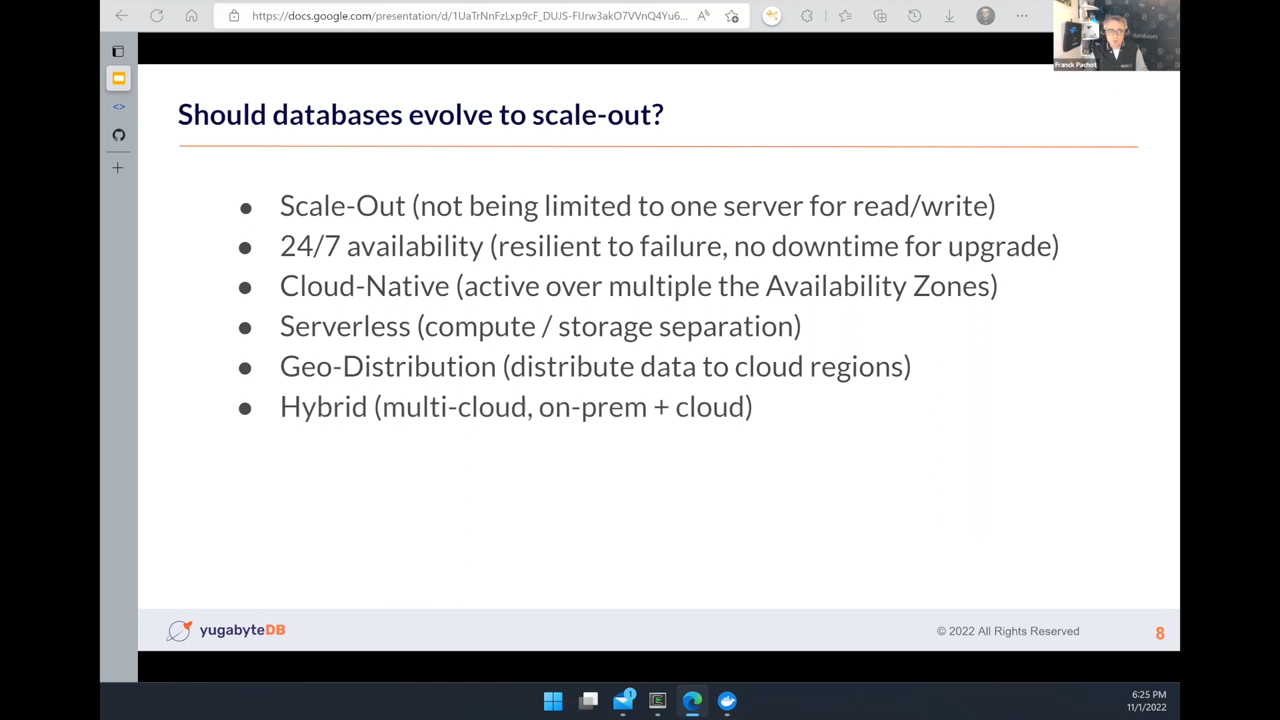 https://docs.google.com/presentation/d/1UaTrNnFzLxp9cF_DUJS-FIJrw3akO7VVnQ4Yu6...
databases
Franck Pachot
Should databases evolve to scale-out?
● Scale-Out (not being limited to one server for read/write)
● 24/7 availability (resilient to failure, no downtime for upgrade)
● Cloud-Native (active over multiple the Availability Zones)
● Serverless (compute / storage separation)
● Geo-Distribution (distribute data to cloud regions)
● Hybrid (multi-cloud, on-prem + cloud)
yugabyteDB
© 2022 All Rights Reserved
8
1
6:25 PM
11/1/2022